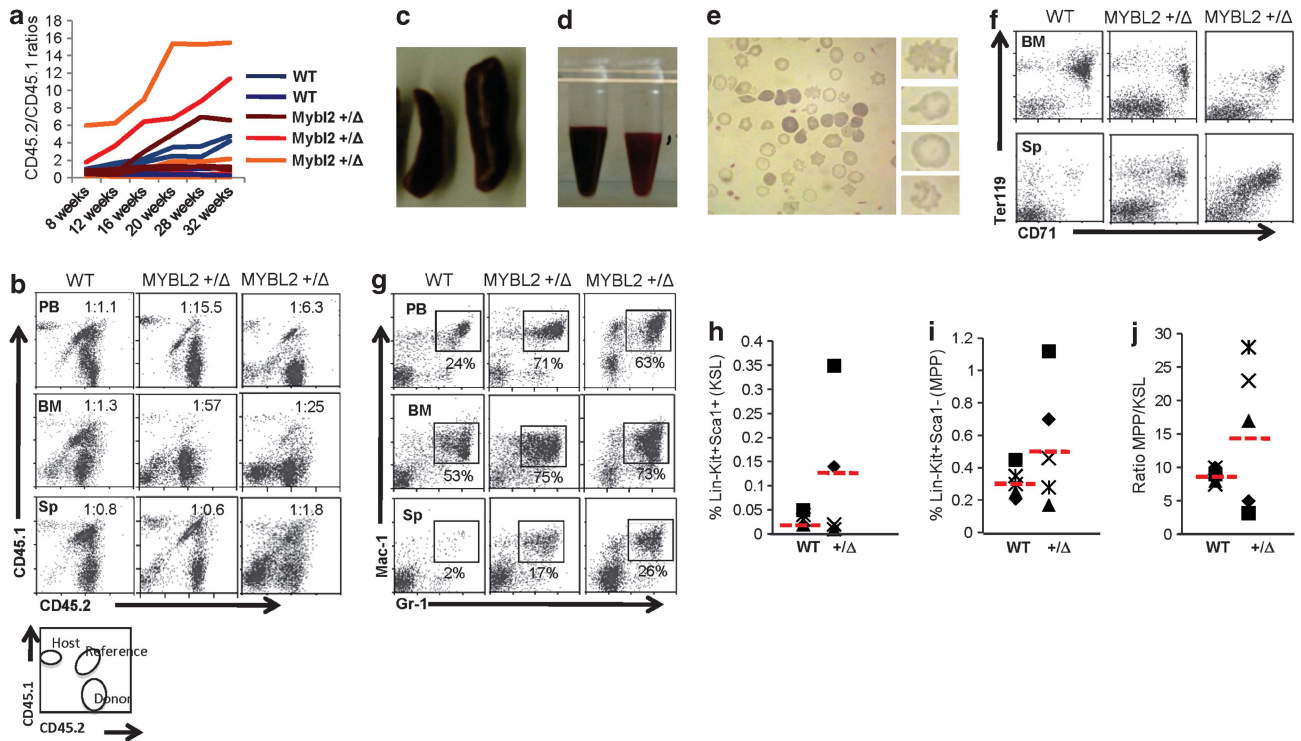 a
18
16
14
12
10
8
6
4
2
0
CD45.2/CD45.1 ratios
8 weeks
12 weeks
16 weeks
20 weeks
28 weeks
32 weeks
WT
WT
Mybl2 +/Δ
Mybl2 +/Δ
Mybl2 +/Δ
c
d
e
f
WT
MYBL2 +/Δ
MYBL2 +/Δ
BM
Sp
Ter119
CD71
b
WT
MYBL2 +/Δ
MYBL2 +/Δ
PB
1:1.1
1:15.5
1:6.3
BM
1:1.3
1:57
1:25
Sp
1:0.8
1:0.6
1:1.8
CD45.1
CD45.2
Host
Reference
Donor
CD45.1
CD45.2
g
WT
MYBL2 +/Δ
MYBL2 +/Δ
PB
24%
71%
63%
BM
53%
75%
73%
Sp
2%
17%
26%
Mac-1
Gr-1
h
0.4
0.35
0.3
0.25
0.2
0.15
0.1
0.05
0
% Lin-Kit+Sca1+ (KSL)
WT
+/Δ
i
1.2
1
0.8
0.6
0.4
0.2
0
% Lin-Kit+Sca1- (MPP)
WT
+/Δ
j
30
25
20
15
10
5
0
Ratio MPP/KSL
WT
+/Δ